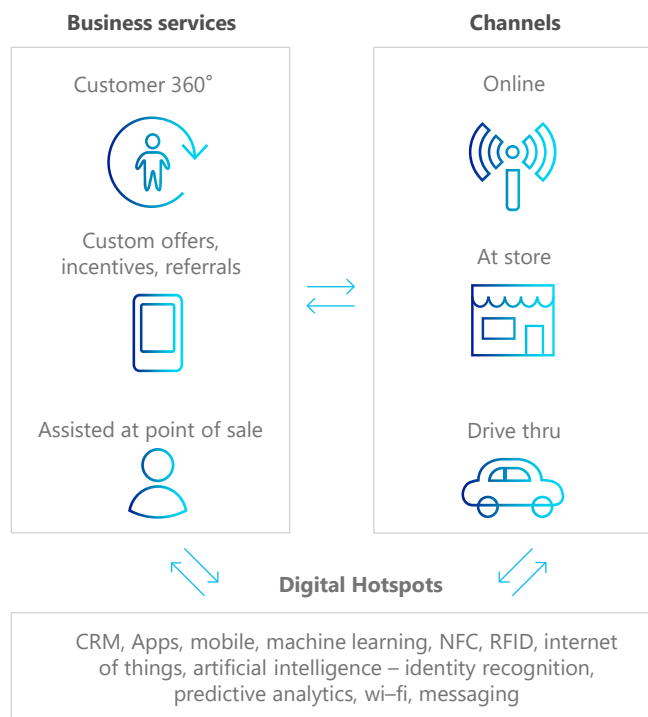 Business services
Customer 360°
Custom offers,
incentives, referrals
Assisted at point of sale
Channels
Online
At store
Drive thru
Digital Hotspots
CRM, Apps, mobile, machine learning, NFC, RFID, internet
of things, artificial intelligence – identity recognition,
predictive analytics, wi–fi, messaging